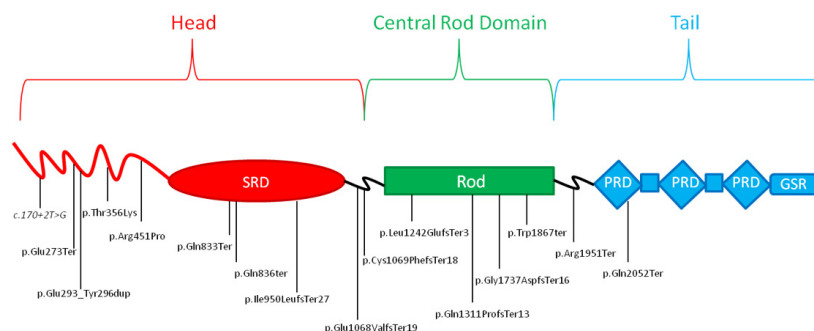 Head
Central Rod Domain
Tail
SRD
Rod
PRD
PRD
PRD
GSR
c.170+2T>G
p.Thr356Lys
p.Arg451Pro
p.Glu273Ter
p.Glu293_Tyr296dup
p.Gln833Ter
p.Gln836ter
p.Ile950LeufsTer27
p.Glu1068ValfsTer19
p.Cys1069PhefsTer18
p.Leu1242GlufsTer3
p.Gln1311ProfsTer13
p.Gly1737AspfsTer16
p.Trp1867ter
p.Arg1951Ter
p.Gln2052Ter